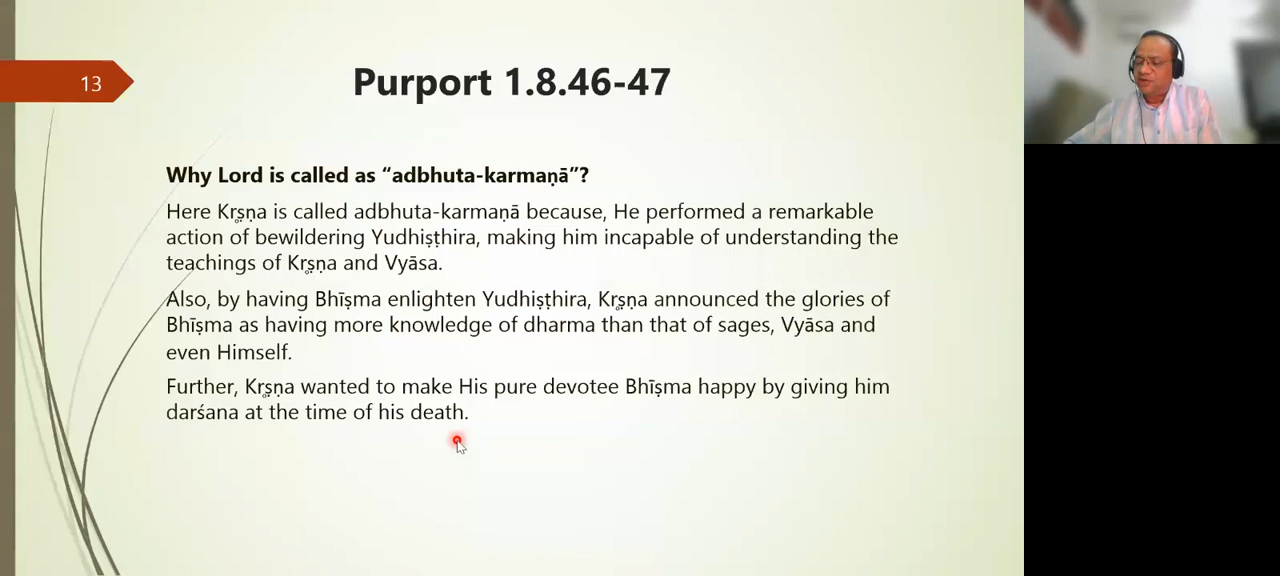 13
Purport 1.8.46-47
Why Lord is called as “adbhuta-karmaṇā”?
Here Kṛṣṇa is called adbhuta-karmaṇā because, He performed a remarkable
action of bewildering Yudhiṣṭhira, making him incapable of understanding the
teachings of Kṛṣṇa and Vyāsa.
Also, by having Bhīṣma enlighten Yudhiṣṭhira, Kṛṣṇa announced the glories of
Bhīṣma as having more knowledge of dharma than that of sages, Vyāsa and
even Himself.
Further, Kṛṣṇa wanted to make His pure devotee Bhīṣma happy by giving him
darśana at the time of his death.